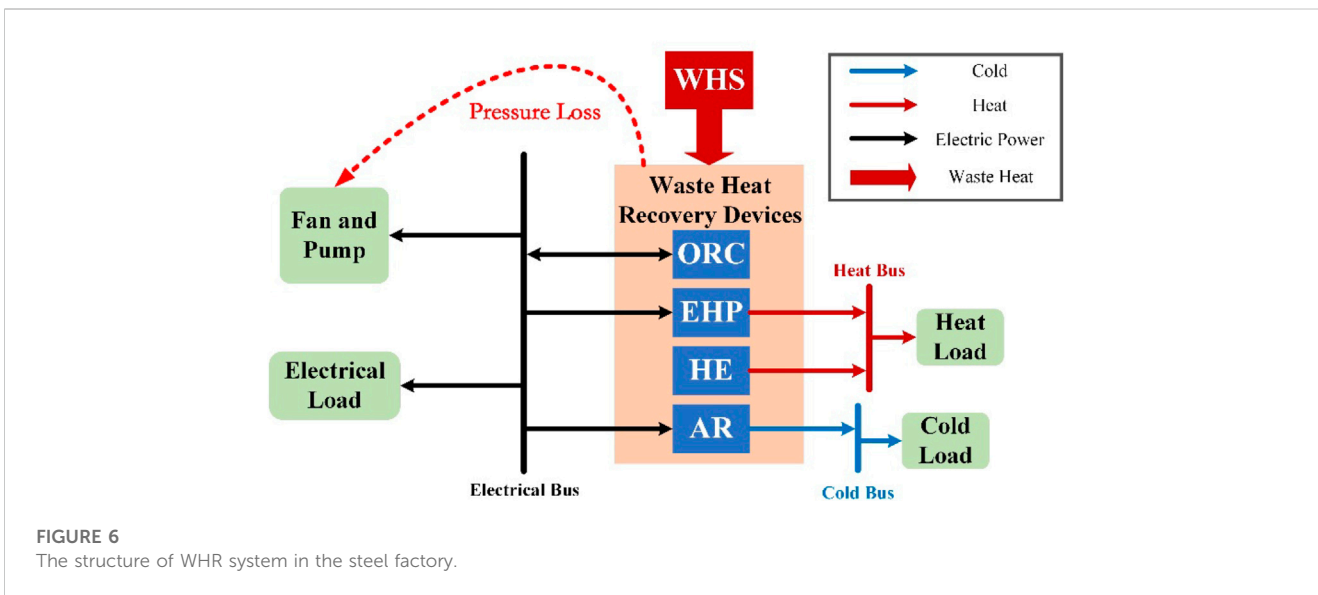 WHS
Pressure Loss
Cold
Heat
Electric Power
Waste Heat
Waste Heat
Recovery Devices
Fan and
Pump
ORC
Heat Bus
EHP
Heat
Load
HE
Electrical
Load
AR
Cold
Load
Electrical Bus
Cold Bus
FIGURE 6
The structure of WHR system in the steel factory.